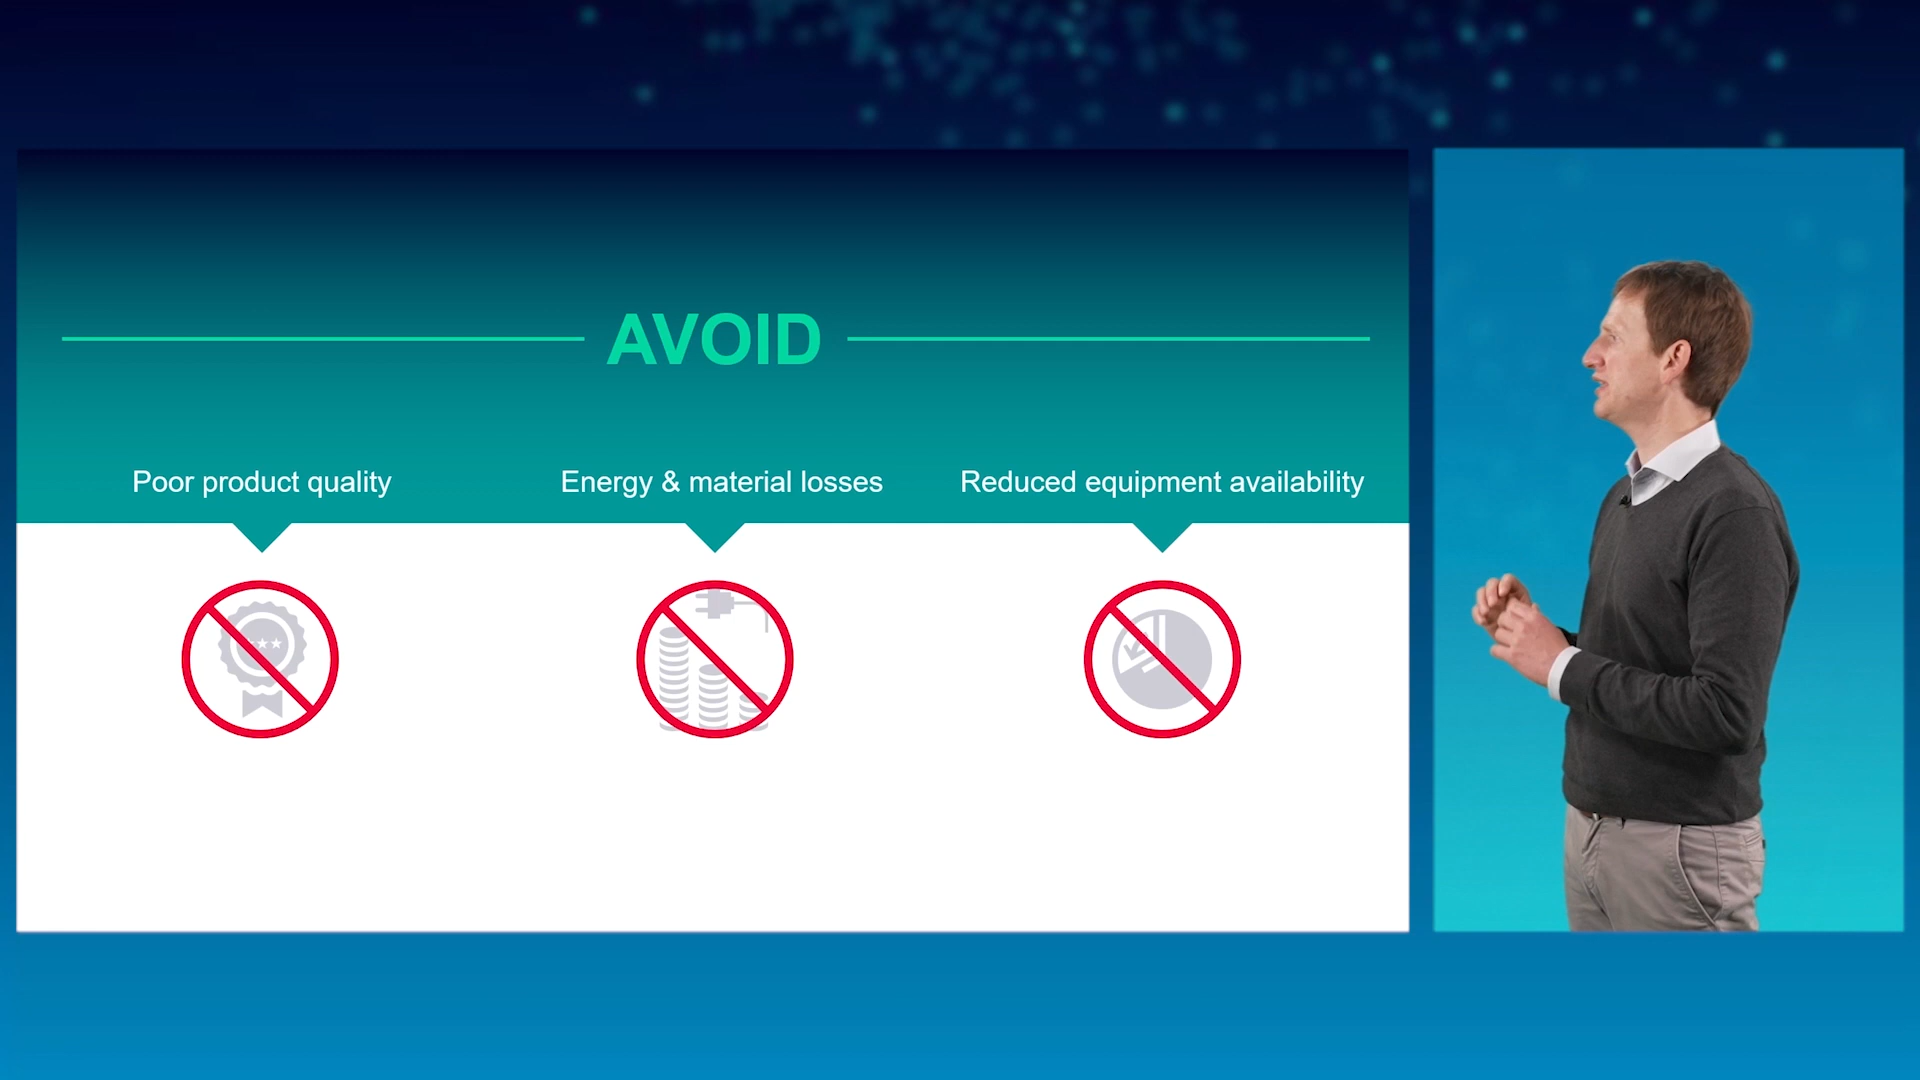 AVOID
Poor product quality
Energy & material losses
Reduced equipment availability